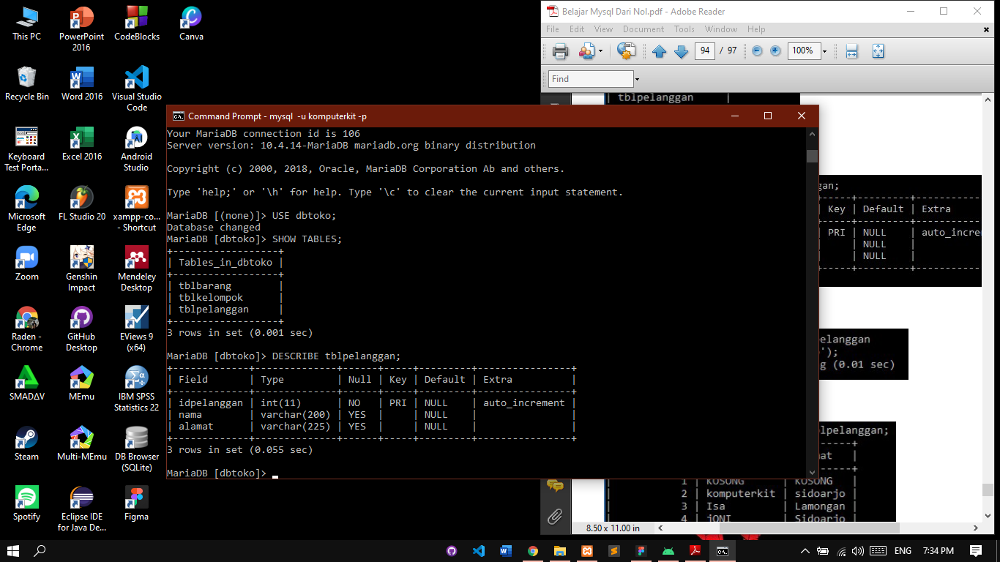 This PC
PowerPoint 2016
CodeBlocks
Canva
Recycle Bin
Word 2016
Visual Studio Code
Keyboard Test Porta...
Excel 2016
Android Studio
Microsoft Edge
FL Studio 20
xampp-co... - Shortcut
Zoom
Genshin Impact
Mendeley Desktop
Raden - Chrome
GitHub Desktop
EViews 9 (x64)
SMADΔV
MEmu
IBM SPSS Statistics 22
Steam
Multi-MEmu
DB Browser (SQLite)
Spotify
Eclipse IDE for Java De...
Figma
Belajar Mysql Dari Nol.pdf - Adobe Reader
File Edit View Document Tools Window Help
94 / 97 100%
Find
| tblpelanggan |
Command Prompt - mysql  -u komputerkit -p
Your MariaDB connection id is 106
Server version: 10.4.14-MariaDB mariadb.org binary distribution
Copyright (c) 2000, 2018, Oracle, MariaDB Corporation Ab and others.
Type 'help;' or '\h' for help. Type '\c' to clear the current input statement.
MariaDB [(none)]> USE dbtoko;
Database changed
MariaDB [dbtoko]> SHOW TABLES;
+------------------+
| Tables_in_dbtoko |
+------------------+
| tblbarang        |
| tblkelompok      |
| tblpelanggan     |
+------------------+
3 rows in set (0.001 sec)
MariaDB [dbtoko]> DESCRIBE tblpelanggan;
+-------------+--------------+------+-----+---------+----------------+
| Field       | Type         | Null | Key | Default | Extra          |
+-------------+--------------+------+-----+---------+----------------+
| idpelanggan | int(11)      | NO   | PRI | NULL    | auto_increment |
| nama        | varchar(200) | YES  |     | NULL    |                |
| alamat      | varchar(225) | YES  |     | NULL    |                |
+-------------+--------------+------+-----+---------+----------------+
3 rows in set (0.055 sec)
MariaDB [dbtoko]>
gan;
| Key | Default | Extra
| PRI | NULL | auto_incre
| NULL |
| NULL |
elanggan
');
g (0.01 sec)
lpelanggan;
at |
| 1 | KOSONG | KOSONG |
| 2 | komputerkit | sidoarjo |
| 3 | Isa | Lamongan |
| 4 | jONI | Sidoarjo |
8.50 x 11.00 in
ENG 7:34 PM